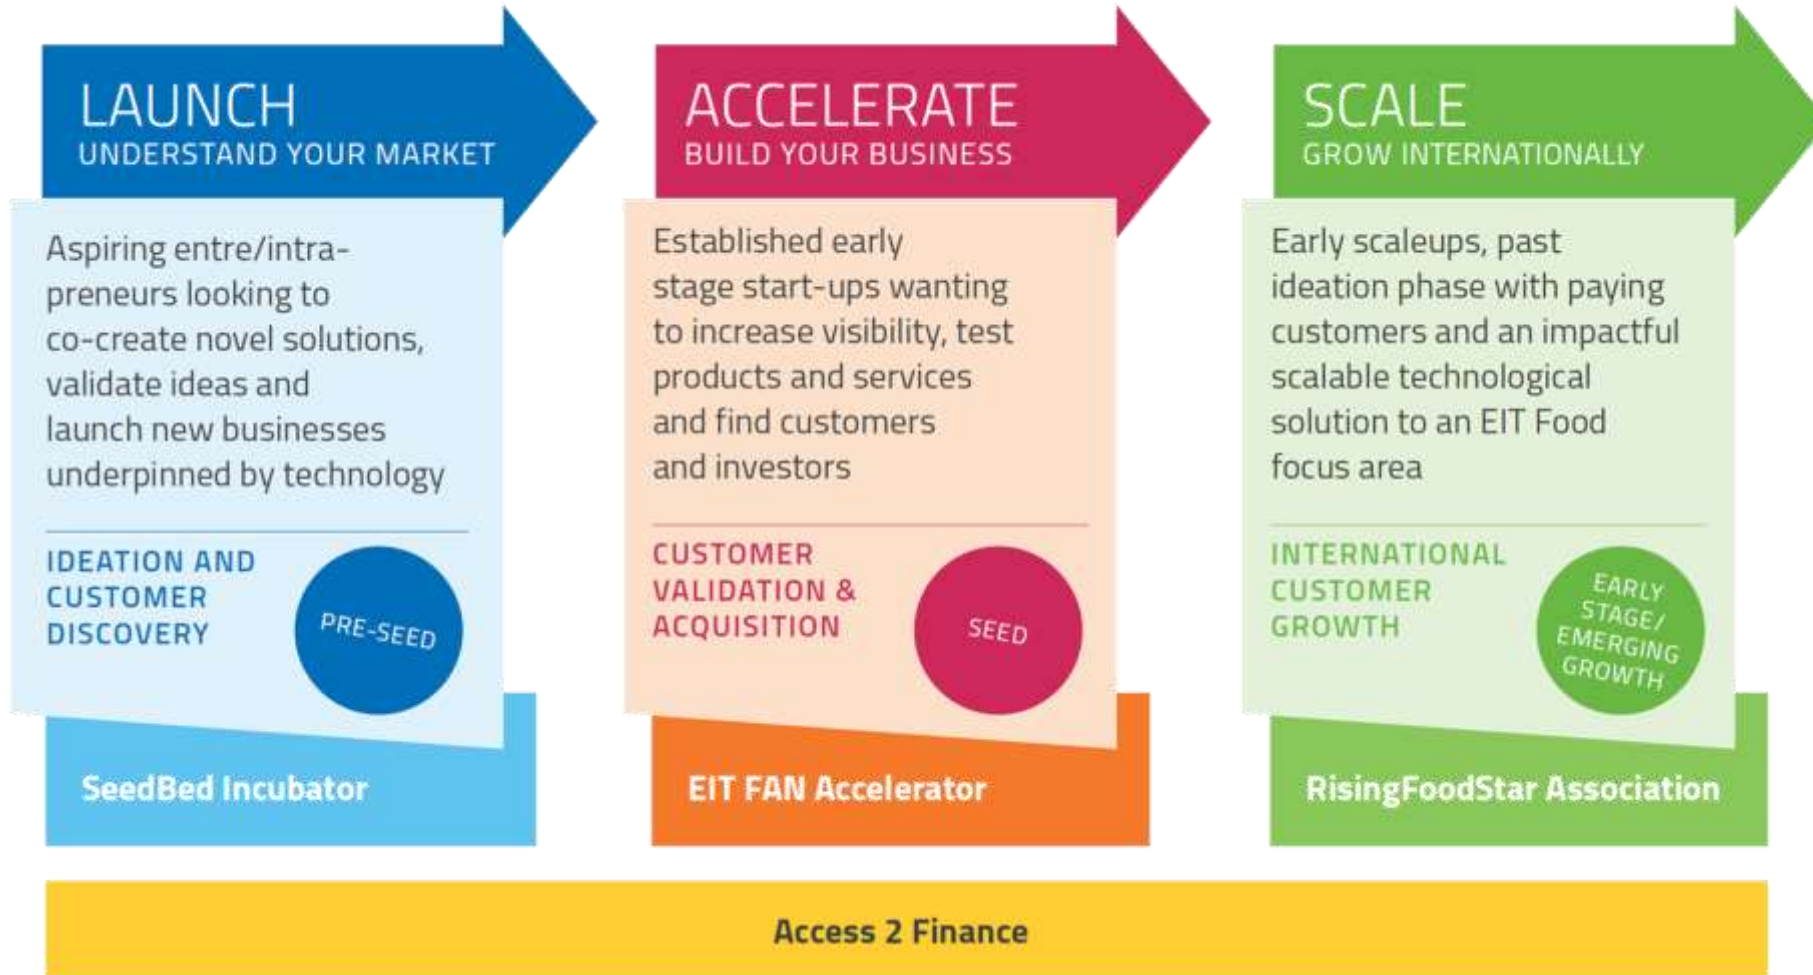 LAUNCH
UNDERSTAND YOUR MARKET
Aspiring entre/intra-
preneurs looking to
co-create novel solutions,
validate ideas and
launch new businesses
underpinned by technology
IDEATION AND
CUSTOMER
DISCOVERY
PRE-SEED
SeedBed Incubator
ACCELERATE
BUILD YOUR BUSINESS
Established early
stage start-ups wanting
to increase visibility, test
products and services
and find customers
and investors
CUSTOMER
VALIDATION &
ACQUISITION
SEED
EIT FAN Accelerator
SCALE
GROW INTERNATIONALLY
Early scaleups, past
ideation phase with paying
customers and an impactful
scalable technological
solution to an EIT Food
focus area
INTERNATIONAL
CUSTOMER
GROWTH
EARLY
STAGE/
EMERGING
GROWTH
RisingFoodStar Association
Access 2 Finance